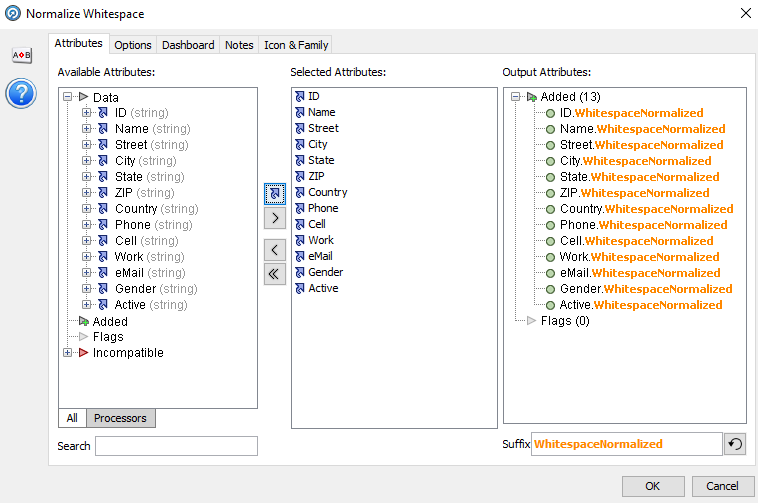 Normalize Whitespace
A B
?
Attributes Options Dashboard Notes Icon & Family
Available Attributes:
Data
ID (string)
Name (string)
Street (string)
City (string)
State (string)
ZIP (string)
Country (string)
Phone (string)
Cell (string)
Work (string)
eMail (string)
Gender (string)
Active (string)
Added
Flags
Incompatible
All Processors
Search
Selected Attributes:
ID
Name
Street
City
State
ZIP
Country
Phone
Cell
Work
eMail
Gender
Active
Output Attributes:
Added (13)
ID.WhitespaceNormalized
Name.WhitespaceNormalized
Street.WhitespaceNormalized
City.WhitespaceNormalized
State.WhitespaceNormalized
ZIP.WhitespaceNormalized
Country.WhitespaceNormalized
Phone.WhitespaceNormalized
Cell.WhitespaceNormalized
Work.WhitespaceNormalized
eMail.WhitespaceNormalized
Gender.WhitespaceNormalized
Active.WhitespaceNormalized
Flags (0)
Suffix WhitespaceNormalized
OK Cancel